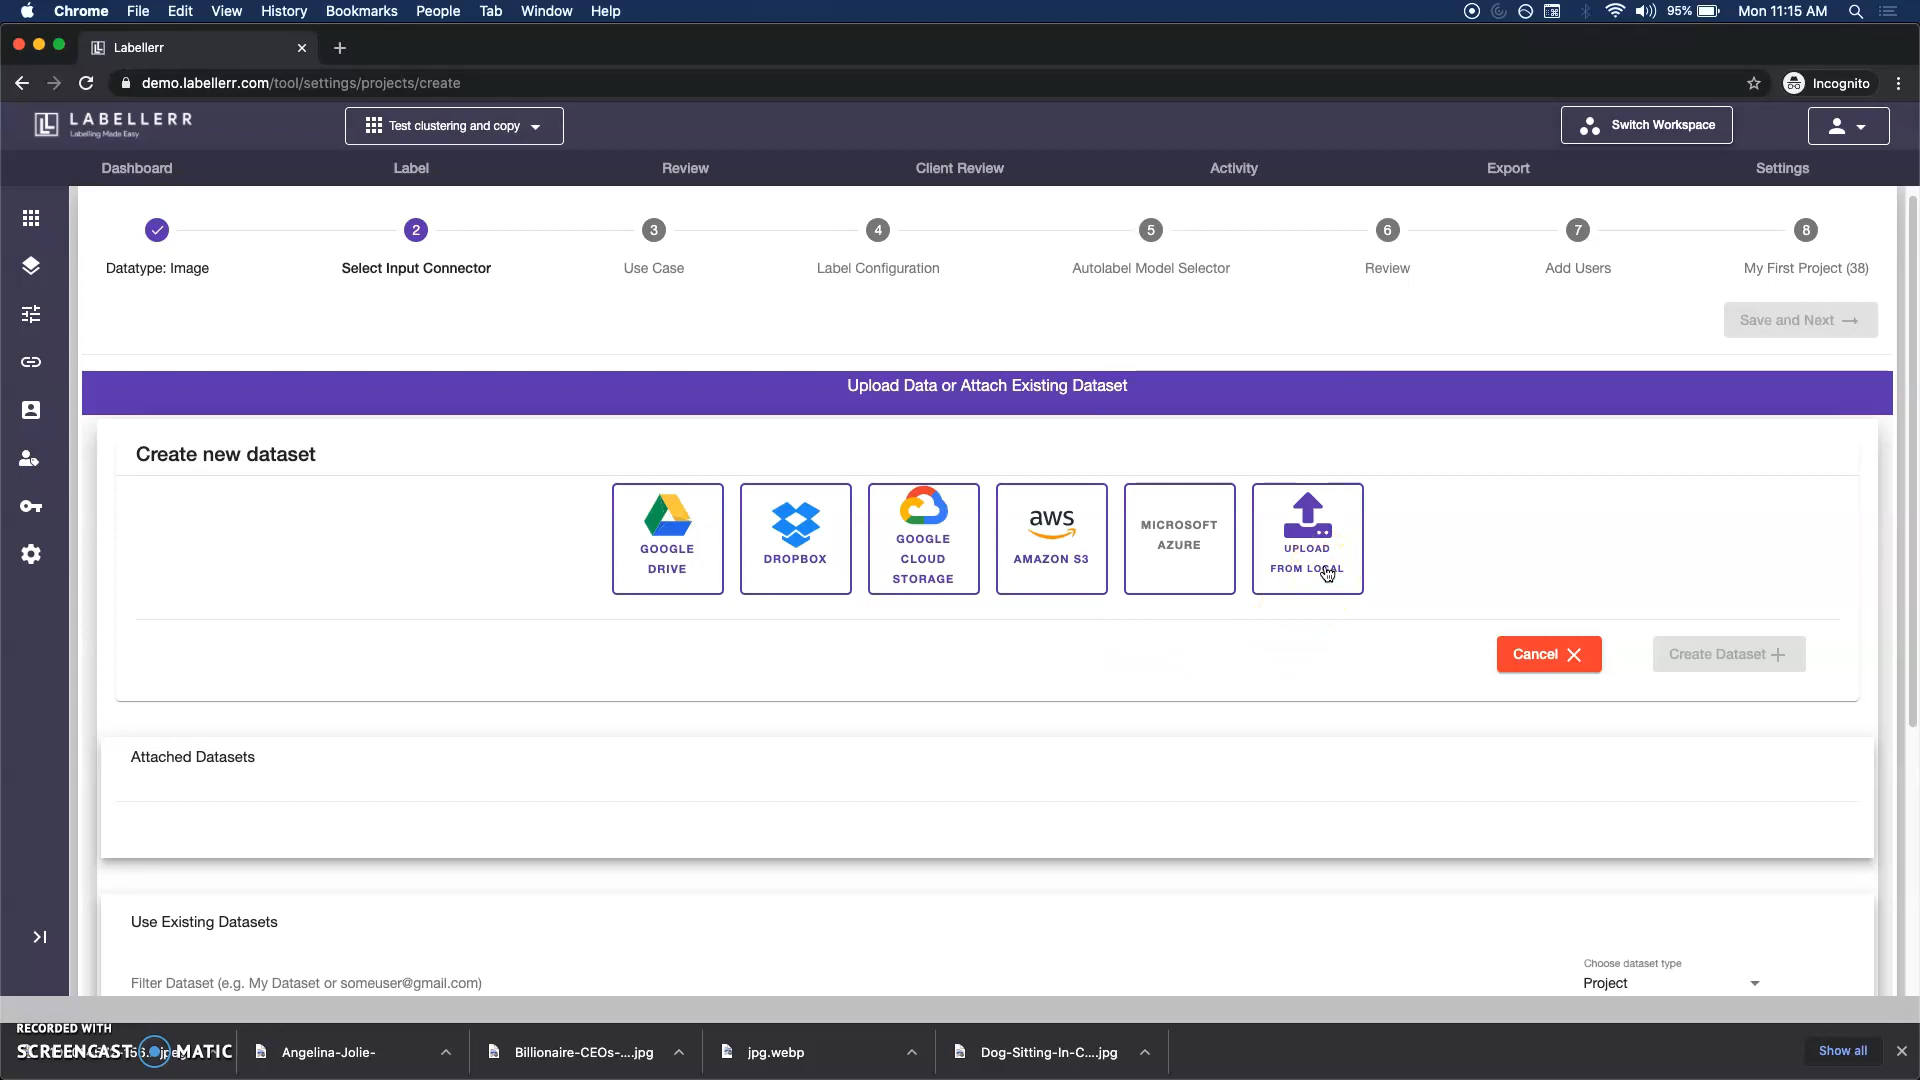 Chrome File Edit View History Bookmarks People Tab Window Help 95% Mon 11:15 AM
Labellerr
demo.labellerr.com/tool/settings/projects/create Incognito
LABELLERR
Labelling Made Easy
Test clustering and copy
Switch Workspace
Dashboard Label Review Client Review Activity Export Settings
2 3 4 5 6 7 8
Datatype: Image Select Input Connector Use Case Label Configuration Autolabel Model Selector Review Add Users My First Project (38)
Save and Next
Upload Data or Attach Existing Dataset
Create new dataset
GOOGLE
DRIVE
DROPBOX
GOOGLE
CLOUD
STORAGE
aws
AMAZON S3
MICROSOFT
AZURE
UPLOAD
FROM LOCAL
Cancel
Create Dataset
Attached Datasets
Use Existing Datasets
Choose dataset type
Filter Dataset (e.g. My Dataset or someuser@gmail.com)
Project
RECORDED WITH
SCREENCAST MATIC
Angelina-Jolie-
Billionaire-CEOs-....jpg
jpg.webp
Dog-Sitting-In-C....jpg
Show all